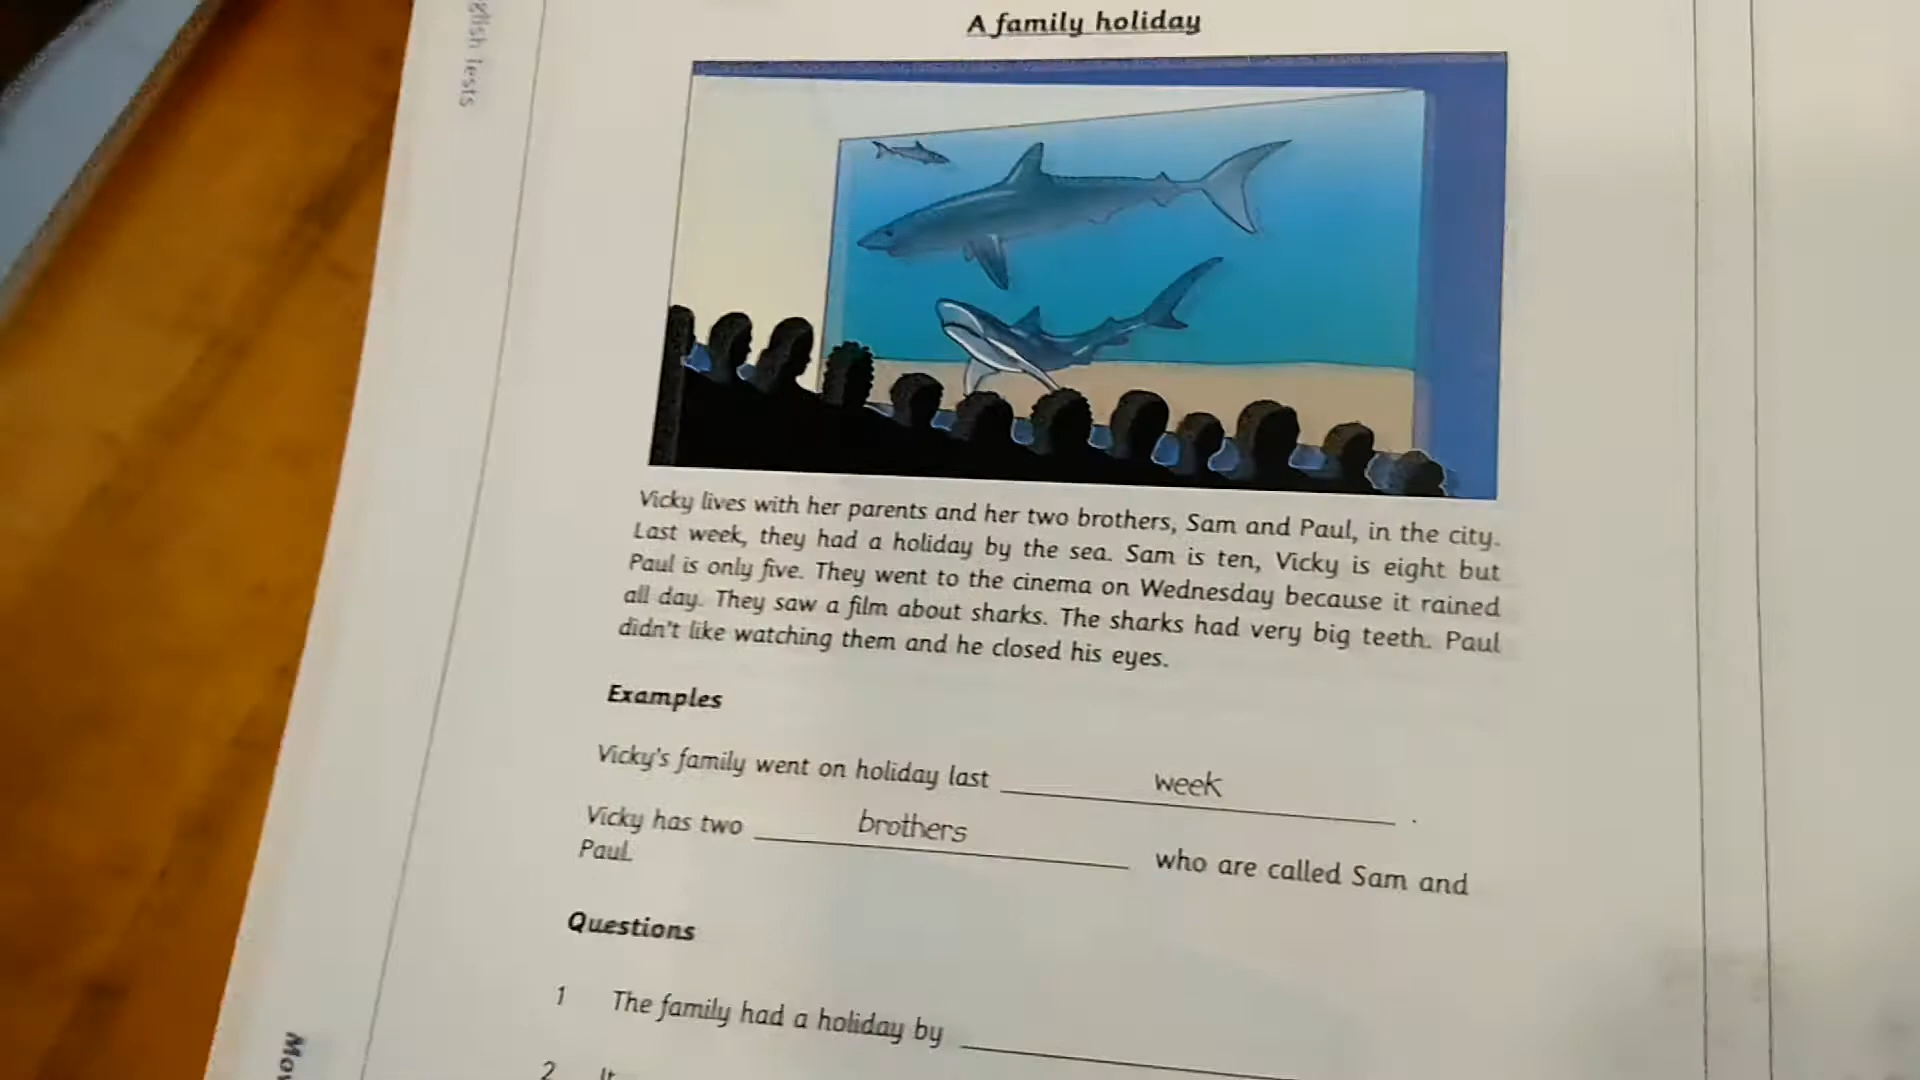 glish Tests
A family holiday
Vicky lives with her parents and her two brothers, Sam and Paul, in the city.
Last week, they had a holiday by the sea. Sam is ten, Vicky is eight but
Paul is only five. They went to the cinema on Wednesday because it rained
all day. They saw a film about sharks. The sharks had very big teeth. Paul
didn't like watching them and he closed his eyes.
Examples
Vicky's family went on holiday last week .
Vicky has two brothers who are called Sam and
Paul.
Questions
1 The family had a holiday by
2 It